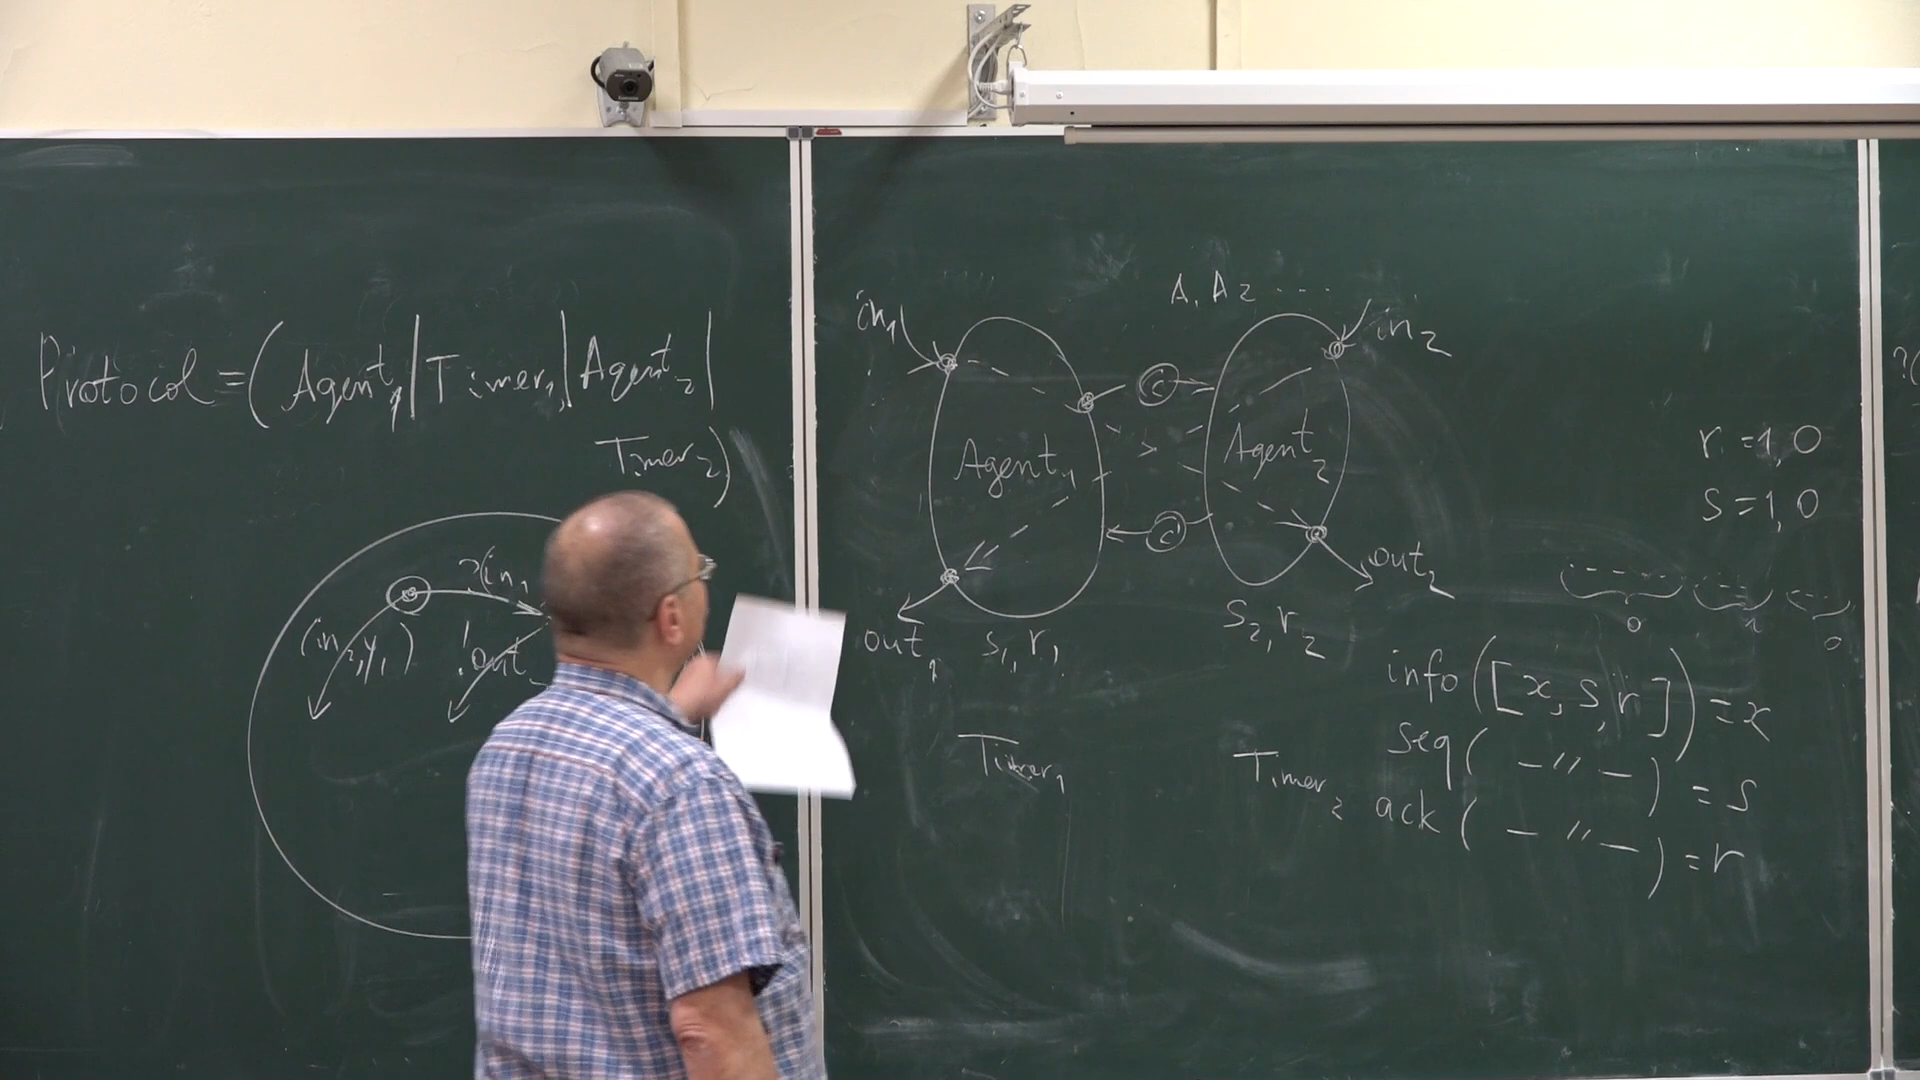 Protocol = ( Agent₁ | Timer₁ | Agent₂ |
Timer₂ )
?(in₁
(in₂, y₁)
!out
A₁ A₂ ...
in₁
in₂
C
Agent₁
Agent₂
C
out₁
s₁, r₁
out₂
s₂, r₂
Timer₁
Timer₂
r = 1, 0
s = 1, 0
0
1
0
info ([x, s, r]) = x
seq ( —〃— ) = s
ack ( —〃— ) = r
?(